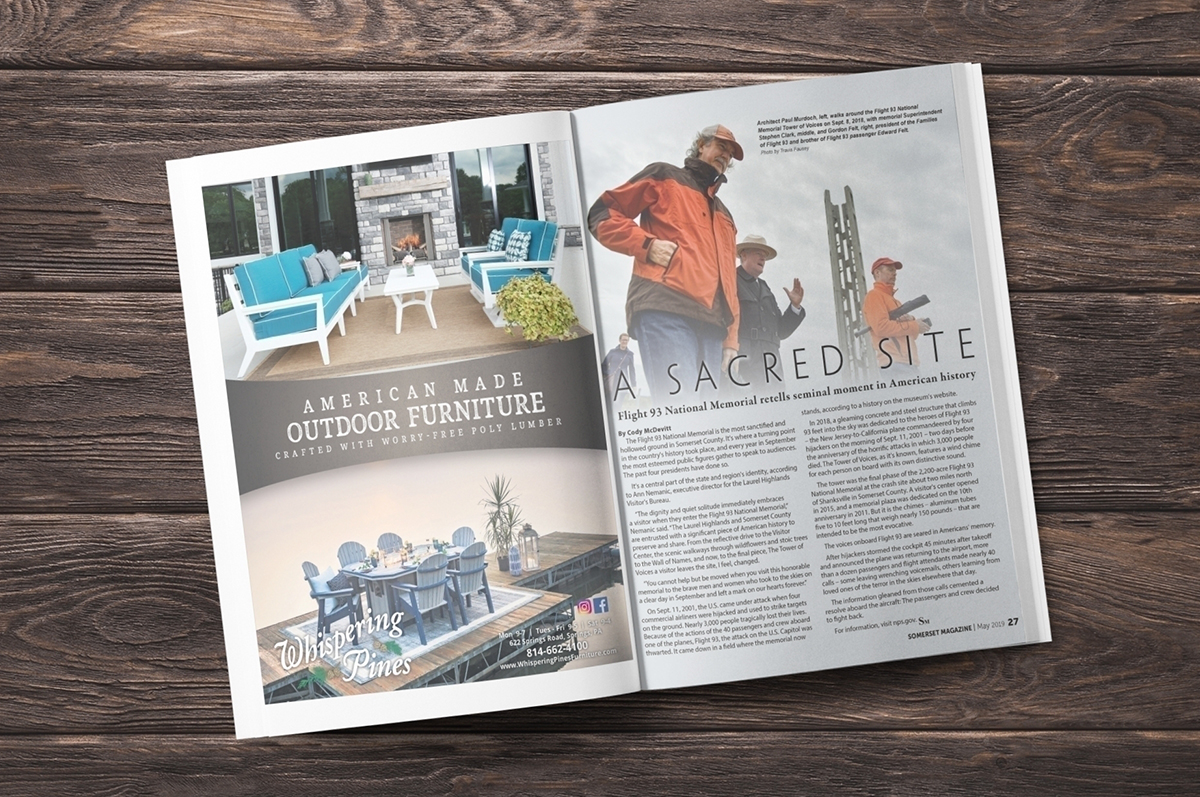 AMERICAN MADE
OUTDOOR FURNITURE
CRAFTED WITH WORRY-FREE POLY LUMBER
Whispering
Pines
Mon 9-7 | Tues - Fri
622 Springs Road, Springs, PA
814-662-4100
www.WhisperingPinesFurniture.com
Architect Paul Murdoch, left, walks around the Flight 93 National
Memorial Tower of Voices on Sept. 8, 2018, with memorial Superintendent
Stephen Clark, middle, and Gordon Felt, right, president of the Families
of Flight 93 and brother of Flight 93 passenger Edward Felt.
Photo by Travis Fausey
A SACRED SITE
Flight 93 National Memorial retells seminal moment in American history
By Cody McDevitt
The Flight 93 National Memorial is the most sanctified and
hollowed ground in Somerset County. It's where a turning point
in the country's history took place, and every year in September
the most esteemed public figures gather to speak to audiences.
The past four presidents have done so.
It's a central part of the state and region's identity, according
to Ann Nemanic, executive director for the Laurel Highlands
Visitor's Bureau.
"The dignity and quiet solitude immediately embraces
a visitor when they enter the Flight 93 National Memorial,"
Nemanic said. "The Laurel Highlands and Somerset County
are entrusted with a significant piece of American history to
preserve and share. From the reflective drive to the Visitor
Center, the scenic walkways through wildflowers and stoic trees
to the Wall of Names, and now, to the final piece, The Tower of
Voices a visitor leaves the site, I feel, changed.
"You cannot help but be moved when you visit this honorable
memorial to the brave men and women who took to the skies on
a clear day in September and left a mark on our hearts forever."
On Sept. 11, 2001, the U.S. came under attack when four
commercial airliners were hijacked and used to strike targets
on the ground. Nearly 3,000 people tragically lost their lives.
Because of the actions of the 40 passengers and crew aboard
one of the planes, Flight 93, the attack on the U.S. Capitol was
thwarted. It came down in a field where the memorial now
stands, according to a history on the museum's website.
In 2018, a gleaming concrete and steel structure that climbs
93 feet into the sky was dedicated to the heroes of Flight 93
– the New Jersey-to-California plane commandeered by four
hijackers on the morning of Sept. 11, 2001 – two days before
the anniversary of the horrific attacks in which 3,000 people
died. The Tower of Voices, as it's known, features a wind chime
for each person on board with its own distinctive sound.
The tower was the final phase of the 2,200-acre Flight 93
National Memorial at the crash site about two miles north
of Shanksville in Somerset County. A visitor's center opened
in 2015, and a memorial plaza was dedicated on the 10th
anniversary in 2011. But it is the chimes – aluminum tubes
five to 10 feet long that weigh nearly 150 pounds – that are
intended to be the most evocative.
The voices onboard Flight 93 are seared in Americans' memory.
After hijackers stormed the cockpit 45 minutes after takeoff
and announced the plane was returning to the airport, more
than a dozen passengers and flight attendants made nearly 40
calls – some leaving wrenching voicemails, others learning from
loved ones of the terror in the skies elsewhere that day.
The information gleaned from those calls cemented a
resolve aboard the aircraft: The passengers and crew decided
to fight back.
For information, visit nps.gov. SM
SOMERSET MAGAZINE | May 2019 27